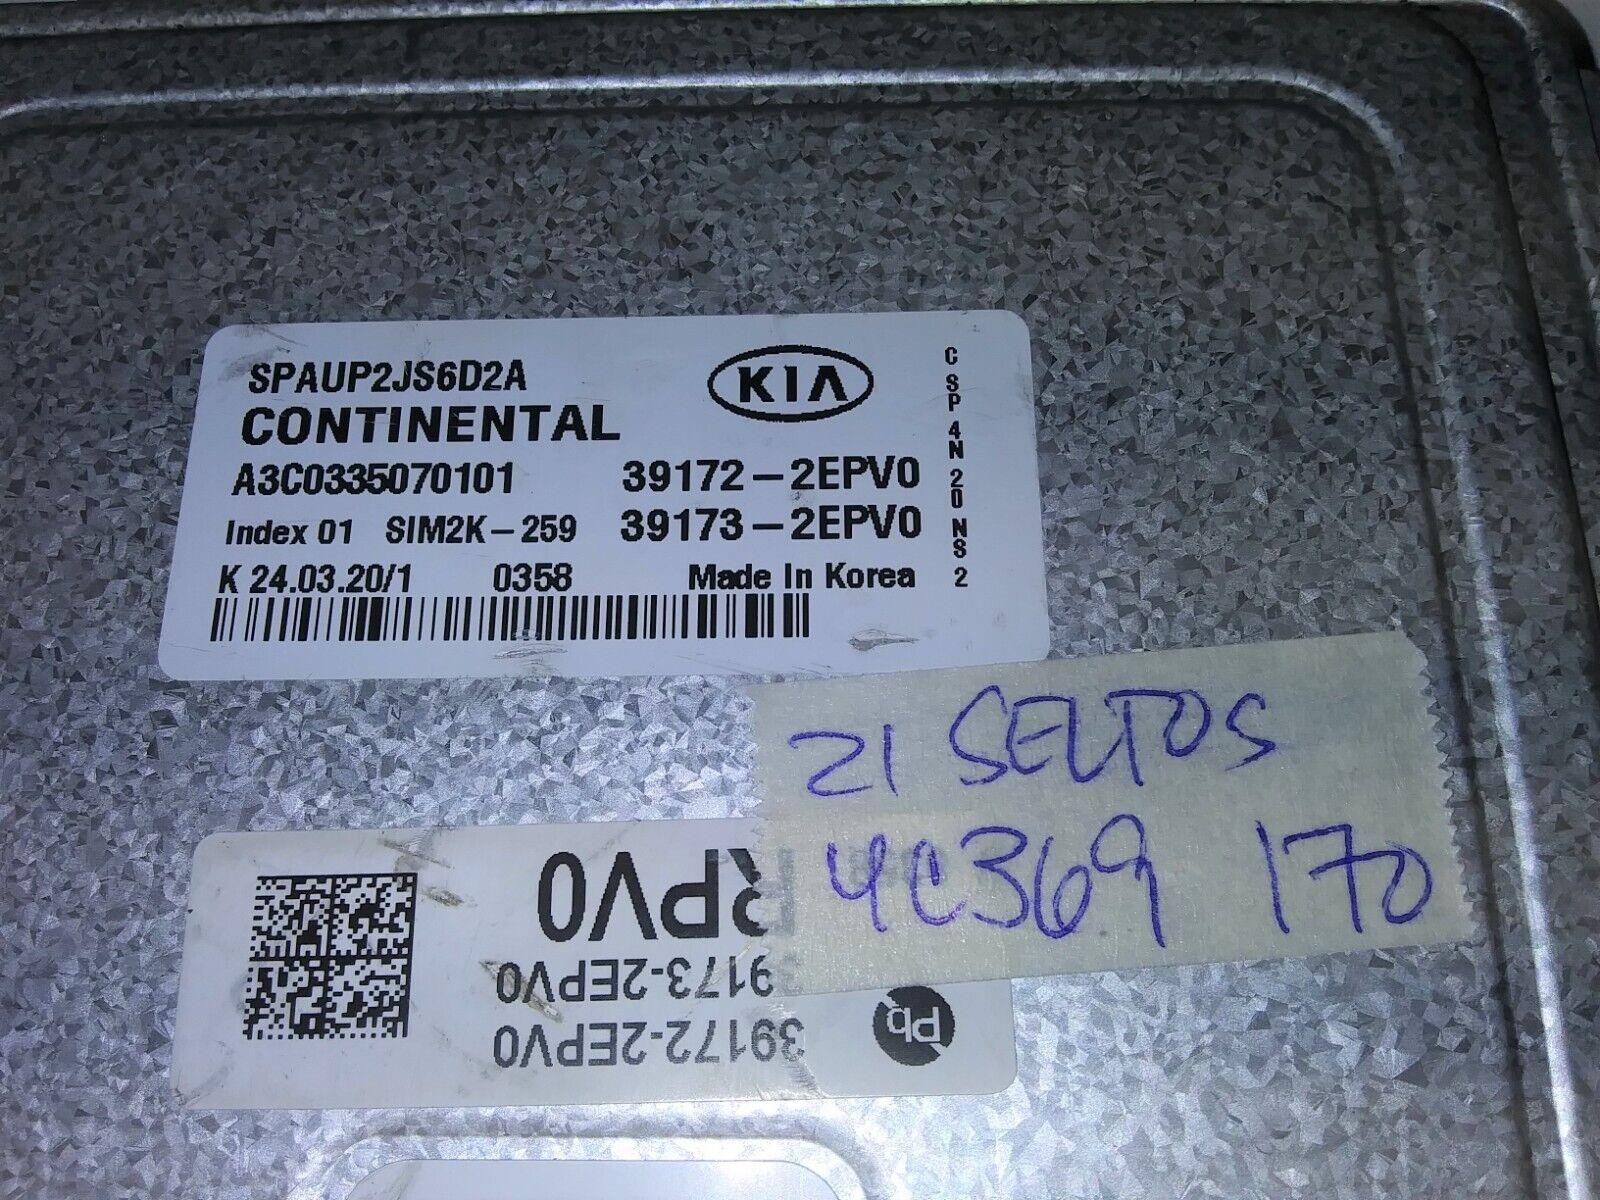 SPAUP2JS6D2A
KIA
CONTINENTAL
A3C0335070101 39172-2EPV0
Index 01 SIM2K-259 39173-2EPV0
K 24.03.20/1 0358 Made In Korea
C SP 4N 20 NS 2
21 SELTOS
4C369 170
39172-2EPV0
9173-2EPV0
RPV0
Pb